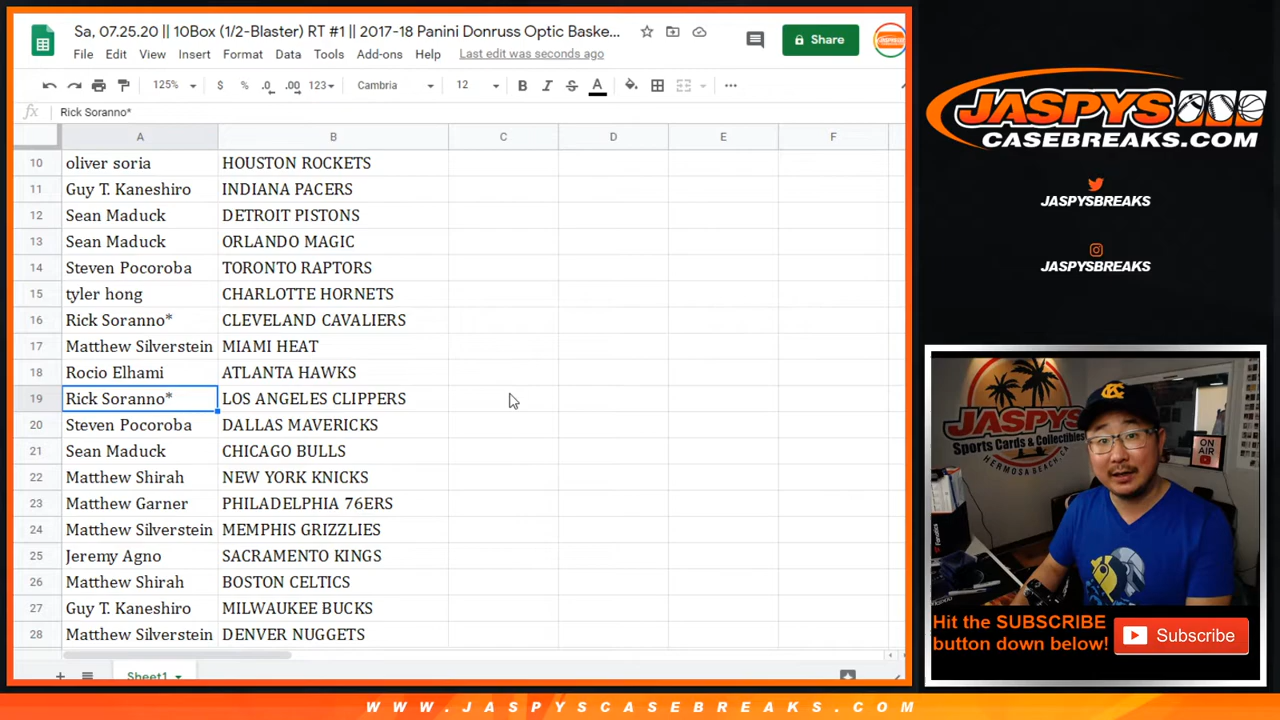 Sa, 07.25.20 || 10Box (1/2-Blaster) RT #1 || 2017-18 Panini Donruss Optic Baske...
File Edit View Insert Format Data Tools Add-ons Help Last edit was seconds ago
Share
125% $ % .0 .00 123 Cambria 12 B I S A
fx Rick Soranno*
A B C D E F
10 oliver soria HOUSTON ROCKETS
11 Guy T. Kaneshiro INDIANA PACERS
12 Sean Maduck DETROIT PISTONS
13 Sean Maduck ORLANDO MAGIC
14 Steven Pocoroba TORONTO RAPTORS
15 tyler hong CHARLOTTE HORNETS
16 Rick Soranno* CLEVELAND CAVALIERS
17 Matthew Silverstein MIAMI HEAT
18 Rocio Elhami ATLANTA HAWKS
19 Rick Soranno* LOS ANGELES CLIPPERS
20 Steven Pocoroba DALLAS MAVERICKS
21 Sean Maduck CHICAGO BULLS
22 Matthew Shirah NEW YORK KNICKS
23 Matthew Garner PHILADELPHIA 76ERS
24 Matthew Silverstein MEMPHIS GRIZZLIES
25 Jeremy Agno SACRAMENTO KINGS
26 Matthew Shirah BOSTON CELTICS
27 Guy T. Kaneshiro MILWAUKEE BUCKS
28 Matthew Silverstein DENVER NUGGETS
Sheet1
JASPYS
CASEBREAKS.COM
JASPYSBREAKS
JASPYSBREAKS
JASPYS
Sports Cards & Collectibles
HERMOSA BEACH, CA
ON AIR
KC
Fanatics
Hit the SUBSCRIBE
button down below!
Subscribe
WWW.JASPYSCASEBREAKS.COM